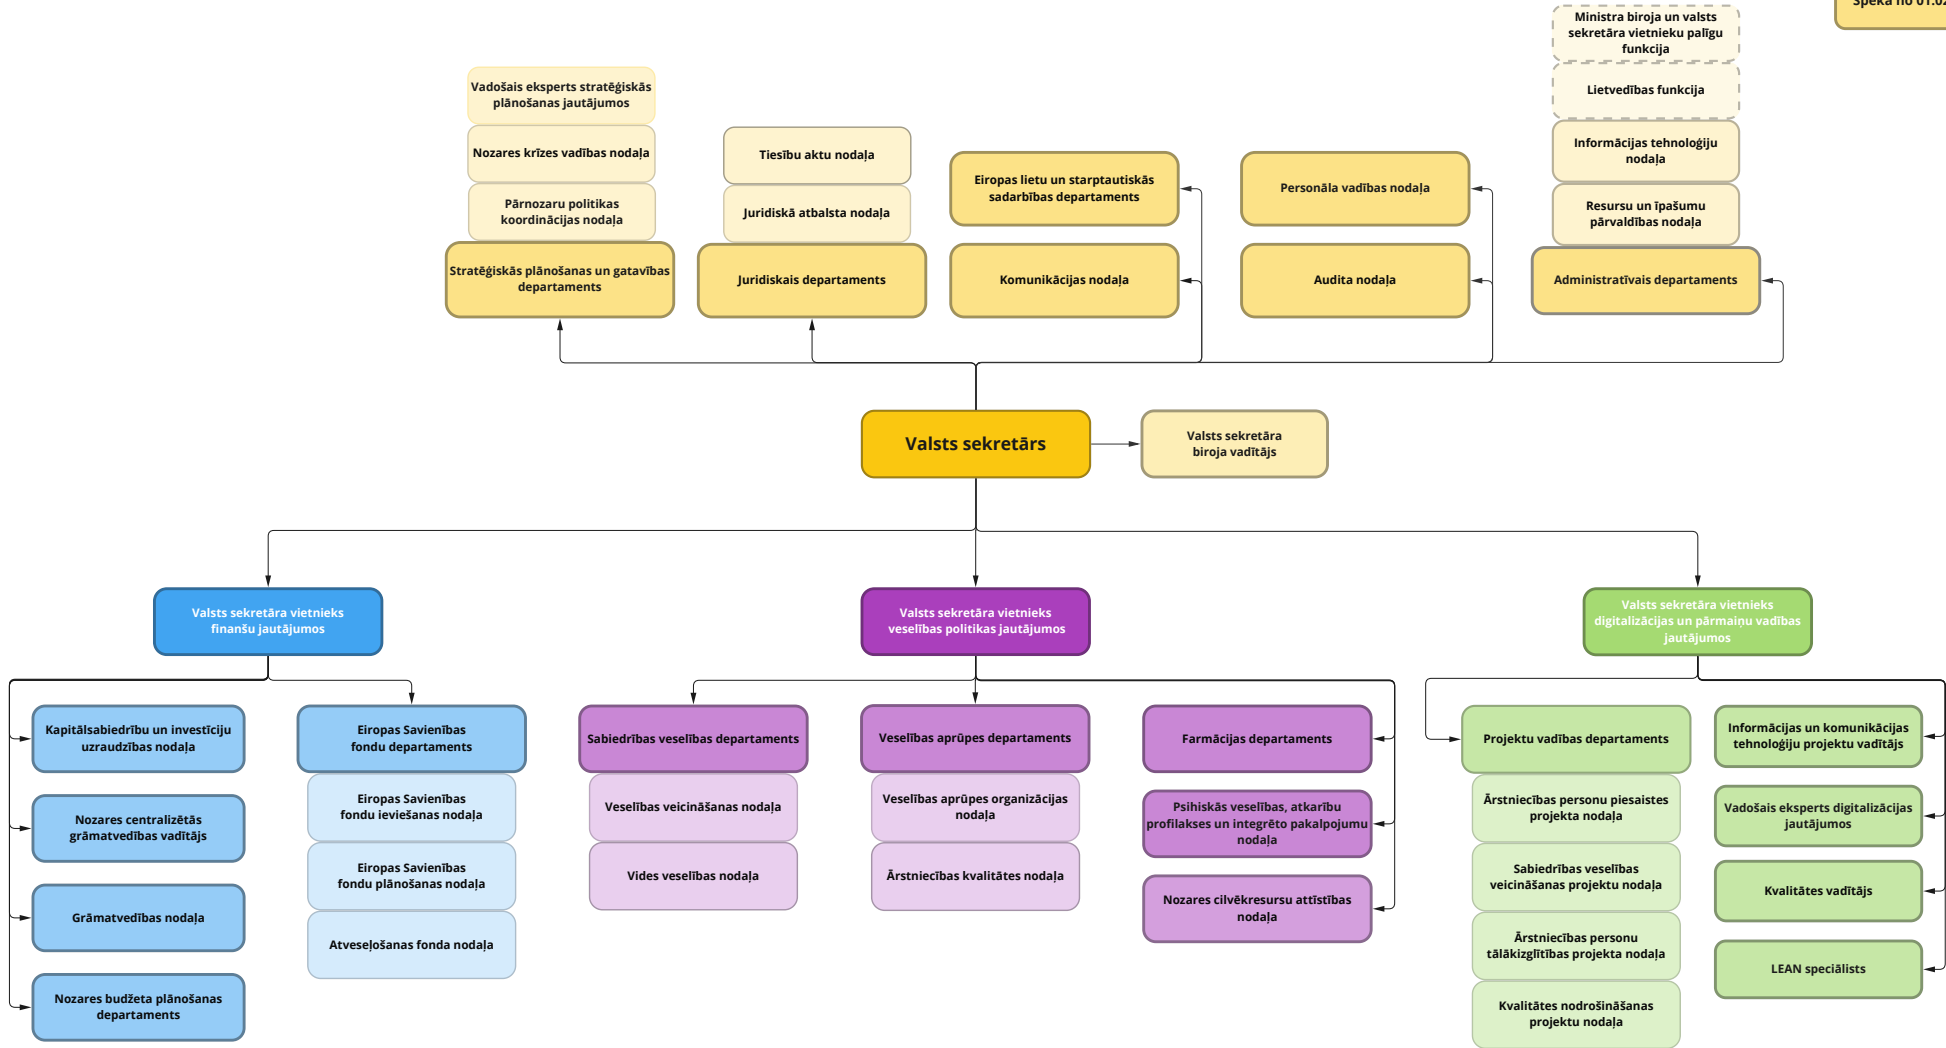 Spēkā no 01.02
Ministra biroja un valsts
sekretāra vietnieku palīgu
funkcija
Lietvedības funkcija
Informācijas tehnoloģiju
nodaļa
Resursu un īpašumu
pārvaldības nodaļa
Administratīvais departaments
Vadošais eksperts stratēģiskās
plānošanas jautājumos
Nozares krīzes vadības nodaļa
Pārnozaru politikas
koordinācijas nodaļa
Stratēģiskās plānošanas un gatavības
departaments
Tiesību aktu nodaļa
Juridiskā atbalsta nodaļa
Juridiskais departaments
Eiropas lietu un starptautiskās
sadarbības departaments
Komunikācijas nodaļa
Personāla vadības nodaļa
Audita nodaļa
Valsts sekretārs
Valsts sekretāra
biroja vadītājs
Valsts sekretāra vietnieks
finanšu jautājumos
Kapitālsabiedrību un investīciju
uzraudzības nodaļa
Nozares centralizētās
grāmatvedības vadītājs
Grāmatvedības nodaļa
Nozares budžeta plānošanas
departaments
Eiropas Savienības
fondu departaments
Eiropas Savienības
fondu ieviešanas nodaļa
Eiropas Savienības
fondu plānošanas nodaļa
Atveseļošanas fonda nodaļa
Valsts sekretāra vietnieks
veselības politikas jautājumos
Sabiedrības veselības departaments
Veselības veicināšanas nodaļa
Vides veselības nodaļa
Veselības aprūpes departaments
Veselības aprūpes organizācijas
nodaļa
Ārstniecības kvalitātes nodaļa
Farmācijas departaments
Psihiskās veselības, atkarību
profilakses un integrēto pakalpojumu
nodaļa
Nozares cilvēkresursu attīstības
nodaļa
Valsts sekretāra vietnieks
digitalizācijas un pārmaiņu vadības
jautājumos
Projektu vadības departaments
Ārstniecības personu piesaistes
projekta nodaļa
Sabiedrības veselības
veicināšanas projektu nodaļa
Ārstniecības personu
tālākizglītības projekta nodaļa
Kvalitātes nodrošināšanas
projektu nodaļa
Informācijas un komunikācijas
tehnoloģiju projektu vadītājs
Vadošais eksperts digitalizācijas
jautājumos
Kvalitātes vadītājs
LEAN speciālists